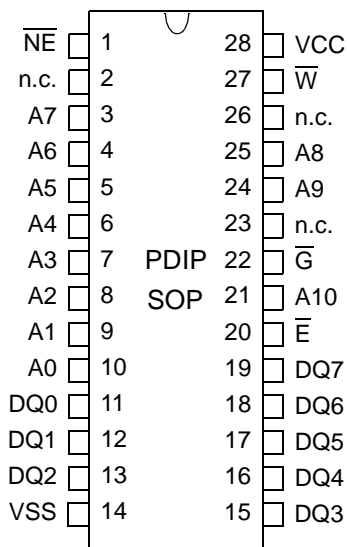 N̅E̅ 1 28 VCC
n.c. 2 27 W̅
A7 3 26 n.c.
A6 4 25 A8
A5 5 24 A9
A4 6 23 n.c.
A3 7 PDIP 22 G̅
A2 8 SOP 21 A10
A1 9 20 E̅
A0 10 19 DQ7
DQ0 11 18 DQ6
DQ1 12 17 DQ5
DQ2 13 16 DQ4
VSS 14 15 DQ3